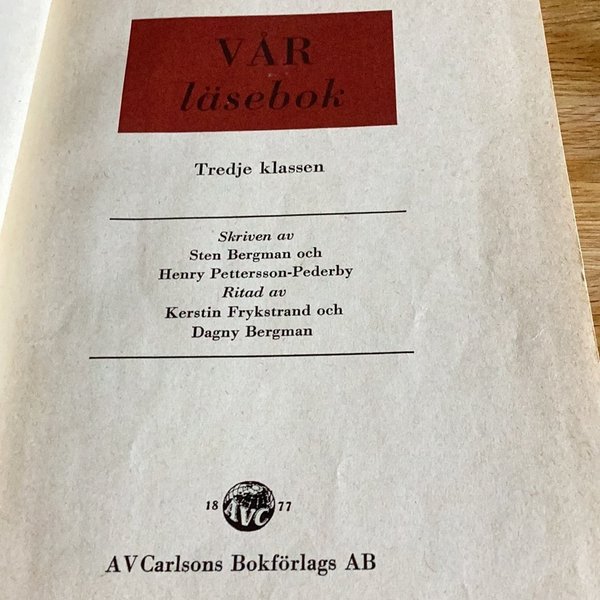 VÅR
läsebok
Tredje klassen
Skriven av
Sten Bergman och
Henry Pettersson-Pederby
Ritad av
Kerstin Frykstrand och
Dagny Bergman
18 AVC 77
AV Carlsons Bokförlags AB